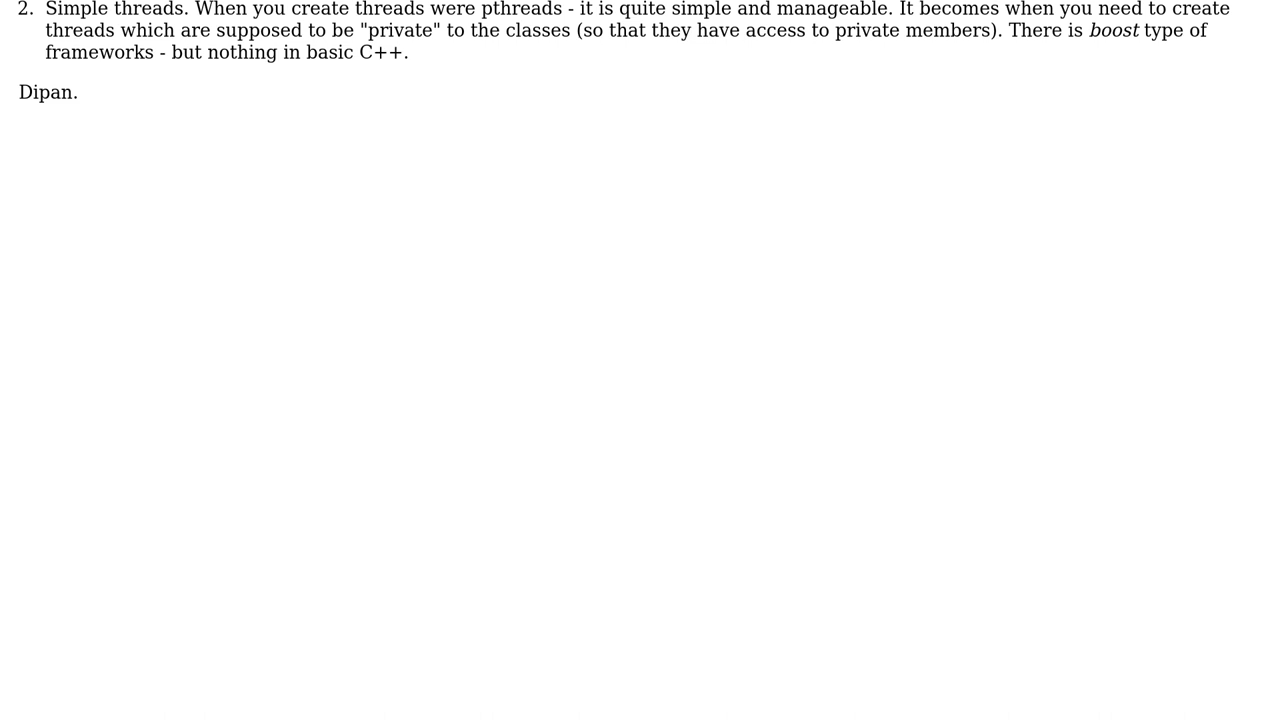 2. Simple threads. When you create threads were pthreads - it is quite simple and manageable. It becomes when you need to create
threads which are supposed to be "private" to the classes (so that they have access to private members). There is boost type of
frameworks - but nothing in basic C++.
Dipan.